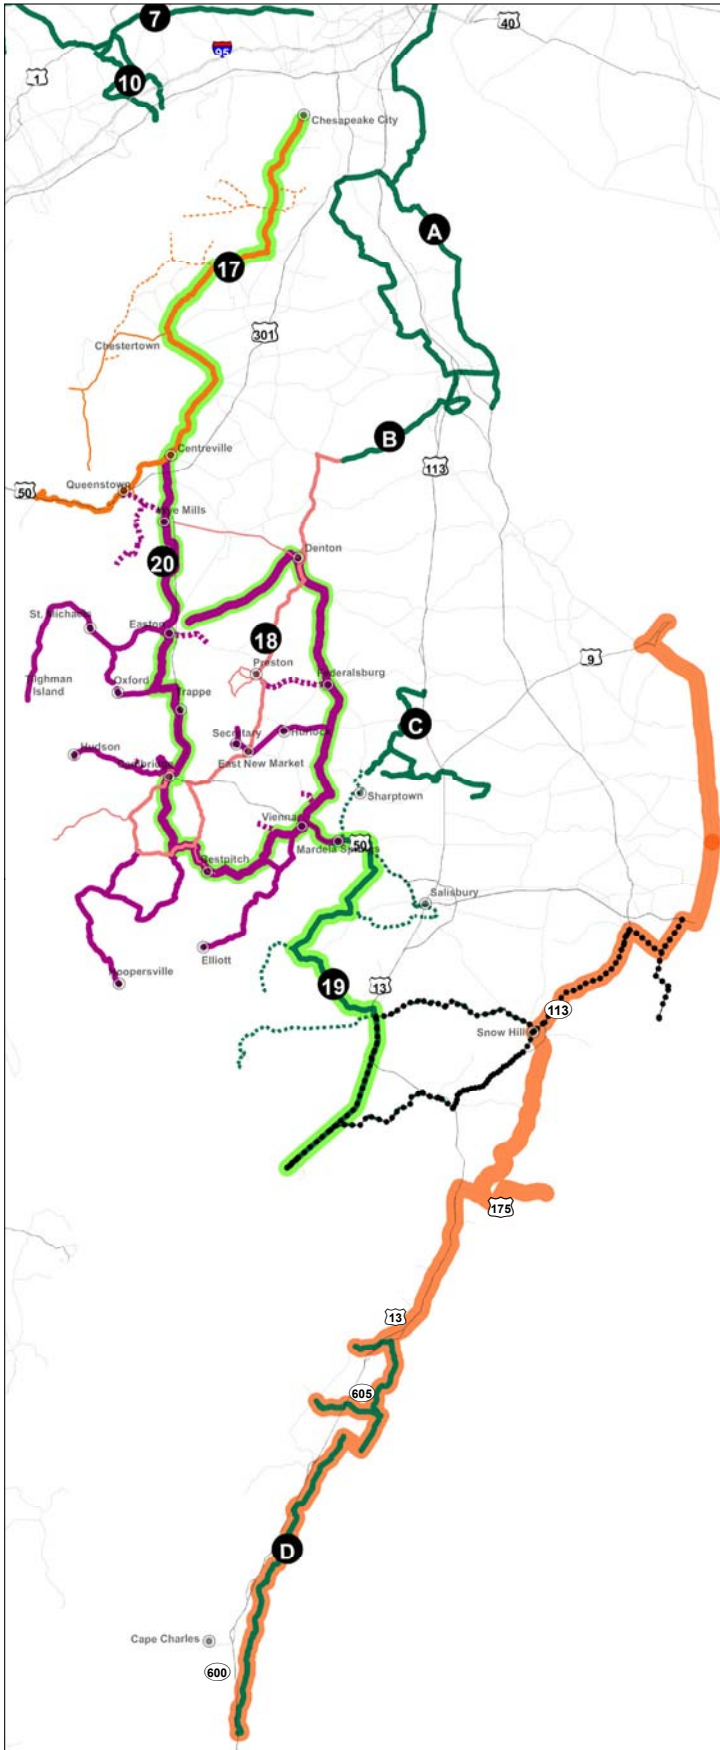 7
40
95
1
10
Chesapeake City
A
17
301
Chestertown
B
Centreville
113
Queenstown
50
Wye Mills
Denton
20
St. Michaels
Easton
18
9
Preston
Federalsburg
Tilghman
Island
Oxford
Trappe
C
Secretary
Hurlock
Hudson
East New Market
Cambridge
Sharptown
Vienna
50
Mardela Springs
Bestpitch
Salisbury
Elliott
Hoopersville
19
13
113
Snow Hill
175
13
605
D
Cape Charles
600